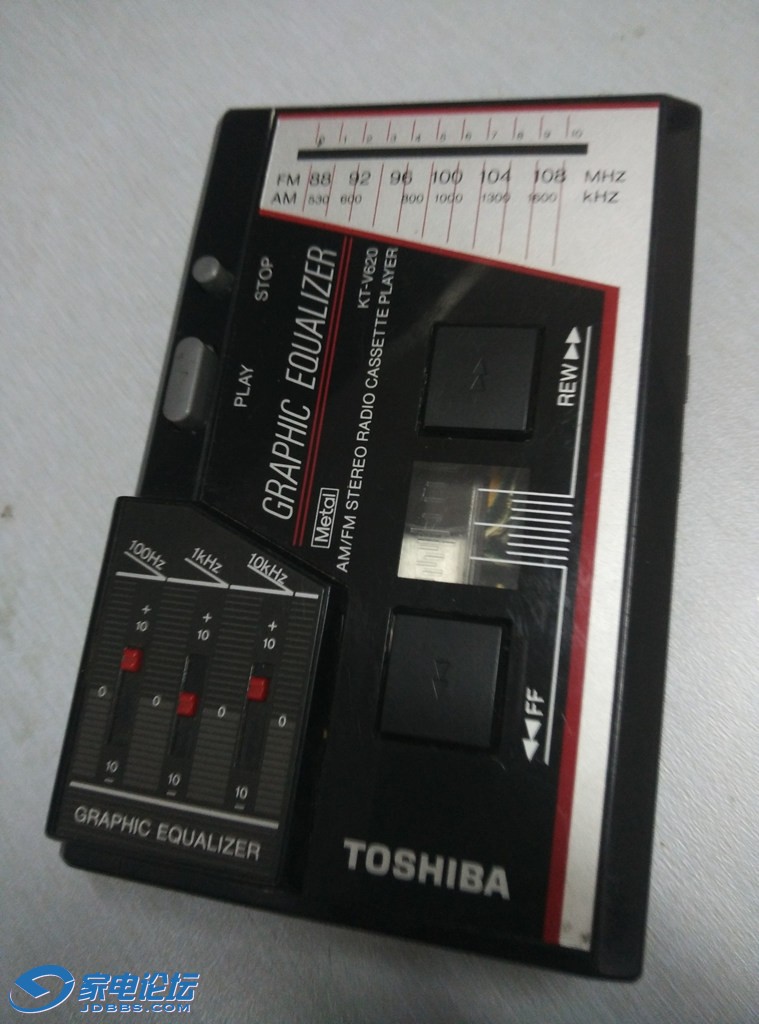 0 1 2 3 4 5 6 7 8 9 10
FM 88 92 96 100 104 108 MHz
AM 530 600 800 1000 1300 1600 kHz
STOP
PLAY
GRAPHIC EQUALIZER
KT-V620
Metal
AM/FM STEREO RADIO CASSETTE PLAYER
REW
FF
100Hz 1kHz 10kHz
+ + +
10 10 10
0 0 0 0
10 10 10
− − −
GRAPHIC EQUALIZER
TOSHIBA
家电论坛
JDBBS.COM